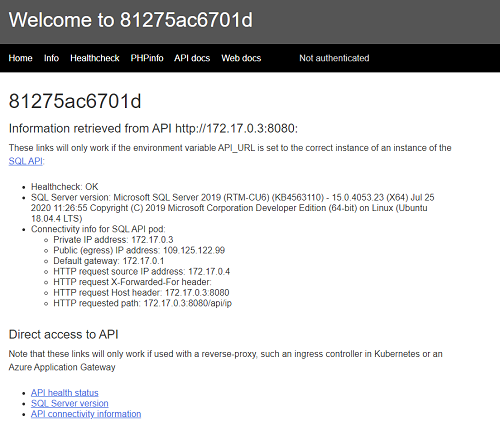 Welcome to 81275ac6701d
Home Info Healthcheck PHPinfo API docs Web docs Not authenticated
81275ac6701d
Information retrieved from API http://172.17.0.3:8080:
These links will only work if the environment variable API_URL is set to the correct instance of an instance of the
SQL API:
Healthcheck: OK
SQL Server version: Microsoft SQL Server 2019 (RTM-CU6) (KB4563110) - 15.0.4053.23 (X64) Jul 25
2020 11:26:55 Copyright (C) 2019 Microsoft Corporation Developer Edition (64-bit) on Linux (Ubuntu
18.04.4 LTS)
Connectivity info for SQL API pod:
Private IP address: 172.17.0.3
Public (egress) IP address: 109.125.122.99
Default gateway: 172.17.0.1
HTTP request source IP address: 172.17.0.4
HTTP request X-Forwarded-For header:
HTTP request Host header: 172.17.0.3:8080
HTTP requested path: 172.17.0.3:8080/api/ip
Direct access to API
Note that these links will only work if used with a reverse-proxy, such an ingress controller in Kubernetes or an
Azure Application Gateway
API health status
SQL Server version
API connectivity information